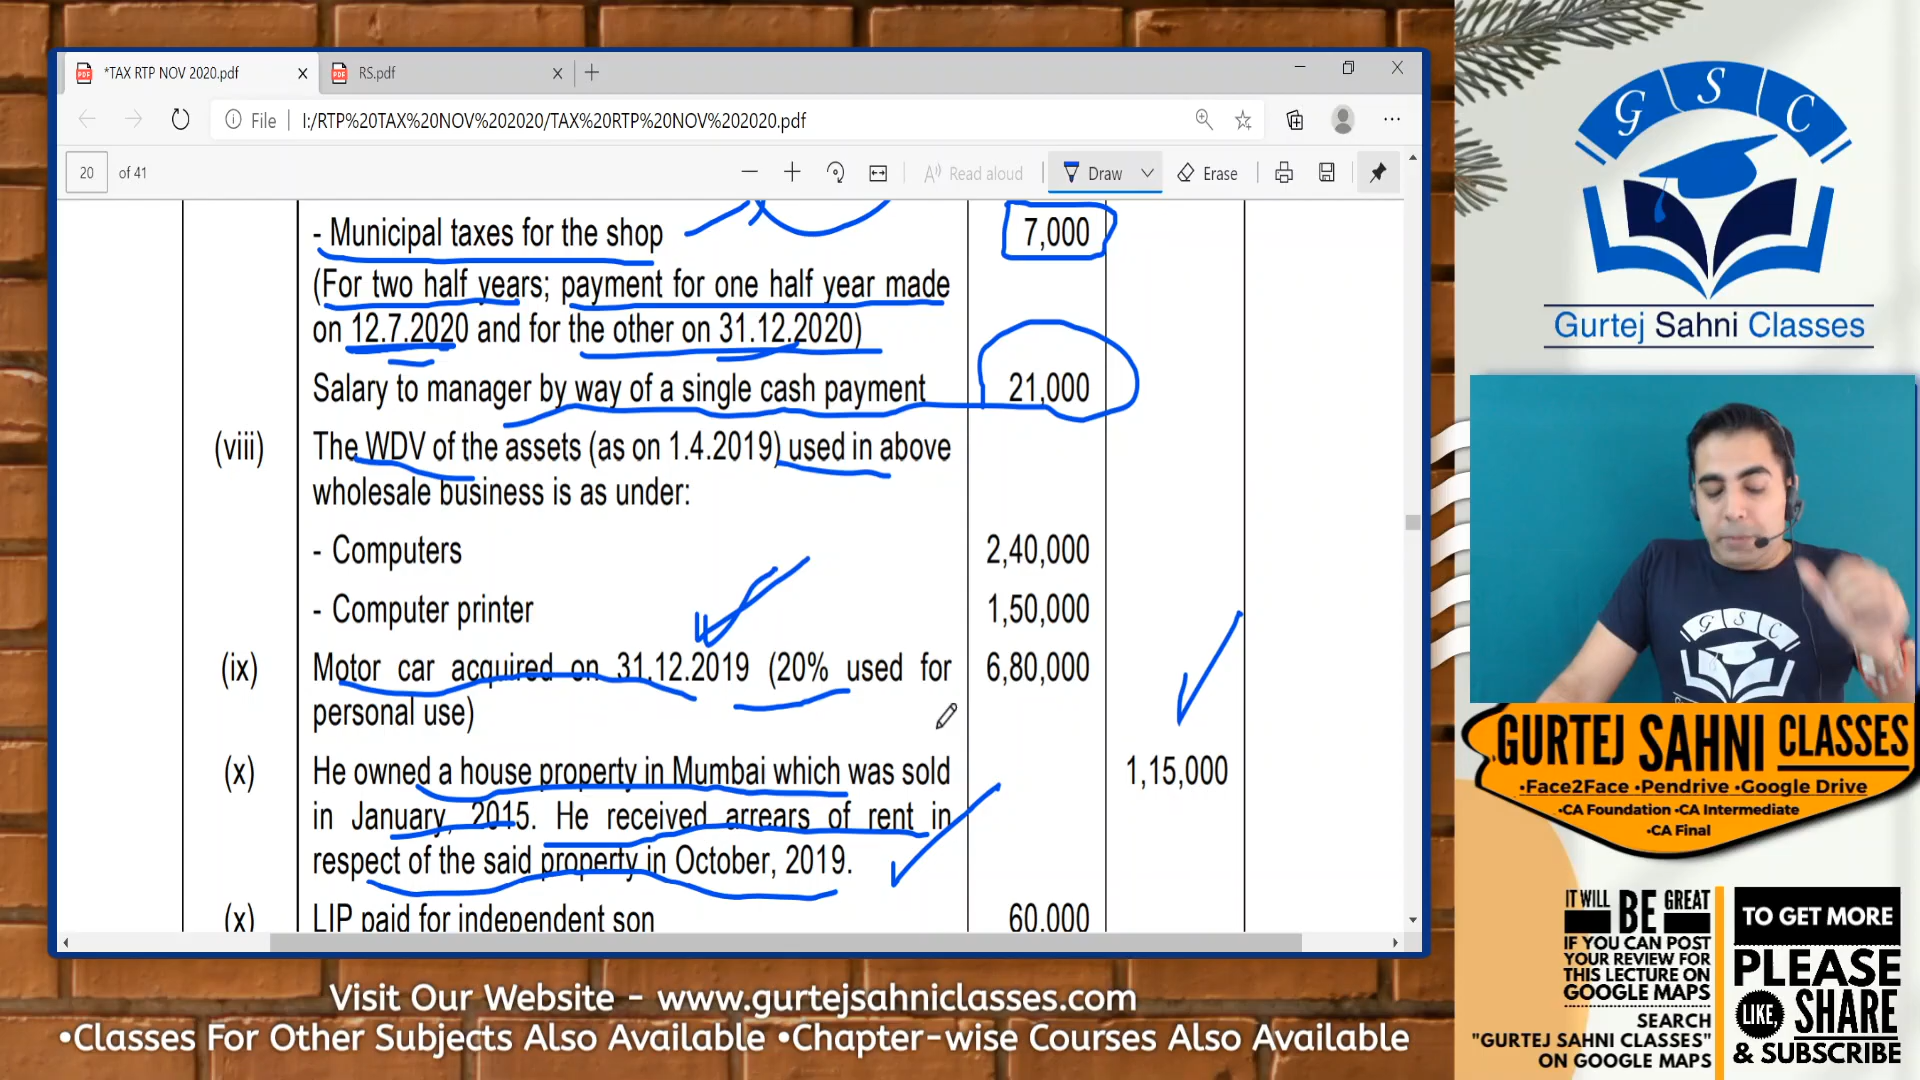 *TAX RTP NOV 2020.pdf
RS.pdf
File
I:/RTP%20TAX%20NOV%202020/TAX%20RTP%20NOV%202020.pdf
20 of 41
Read aloud
Draw
Erase
- Municipal taxes for the shop 7,000
(For two half years; payment for one half year made
on 12.7.2020 and for the other on 31.12.2020)
Salary to manager by way of a single cash payment 21,000
(viii) The WDV of the assets (as on 1.4.2019) used in above
wholesale business is as under:
- Computers 2,40,000
- Computer printer 1,50,000
(ix) Motor car acquired on 31.12.2019 (20% used for 6,80,000
personal use)
(x) He owned a house property in Mumbai which was sold 1,15,000
in January, 2015. He received arrears of rent in
respect of the said property in October, 2019.
(x) LIP paid for independent son 60,000
GSC
Gurtej Sahni Classes
GSC
GURTEJ SAHNI CLASSES
•Face2Face •Pendrive •Google Drive
•CA Foundation •CA Intermediate
•CA Final
IT WILL BE GREAT
IF YOU CAN POST
YOUR REVIEW FOR
THIS LECTURE ON
GOOGLE MAPS
SEARCH
"GURTEJ SAHNI CLASSES"
ON GOOGLE MAPS
TO GET MORE
PLEASE
LIKE, SHARE
& SUBSCRIBE
Visit Our Website - www.gurtejsahniclasses.com
•Classes For Other Subjects Also Available •Chapter-wise Courses Also Available